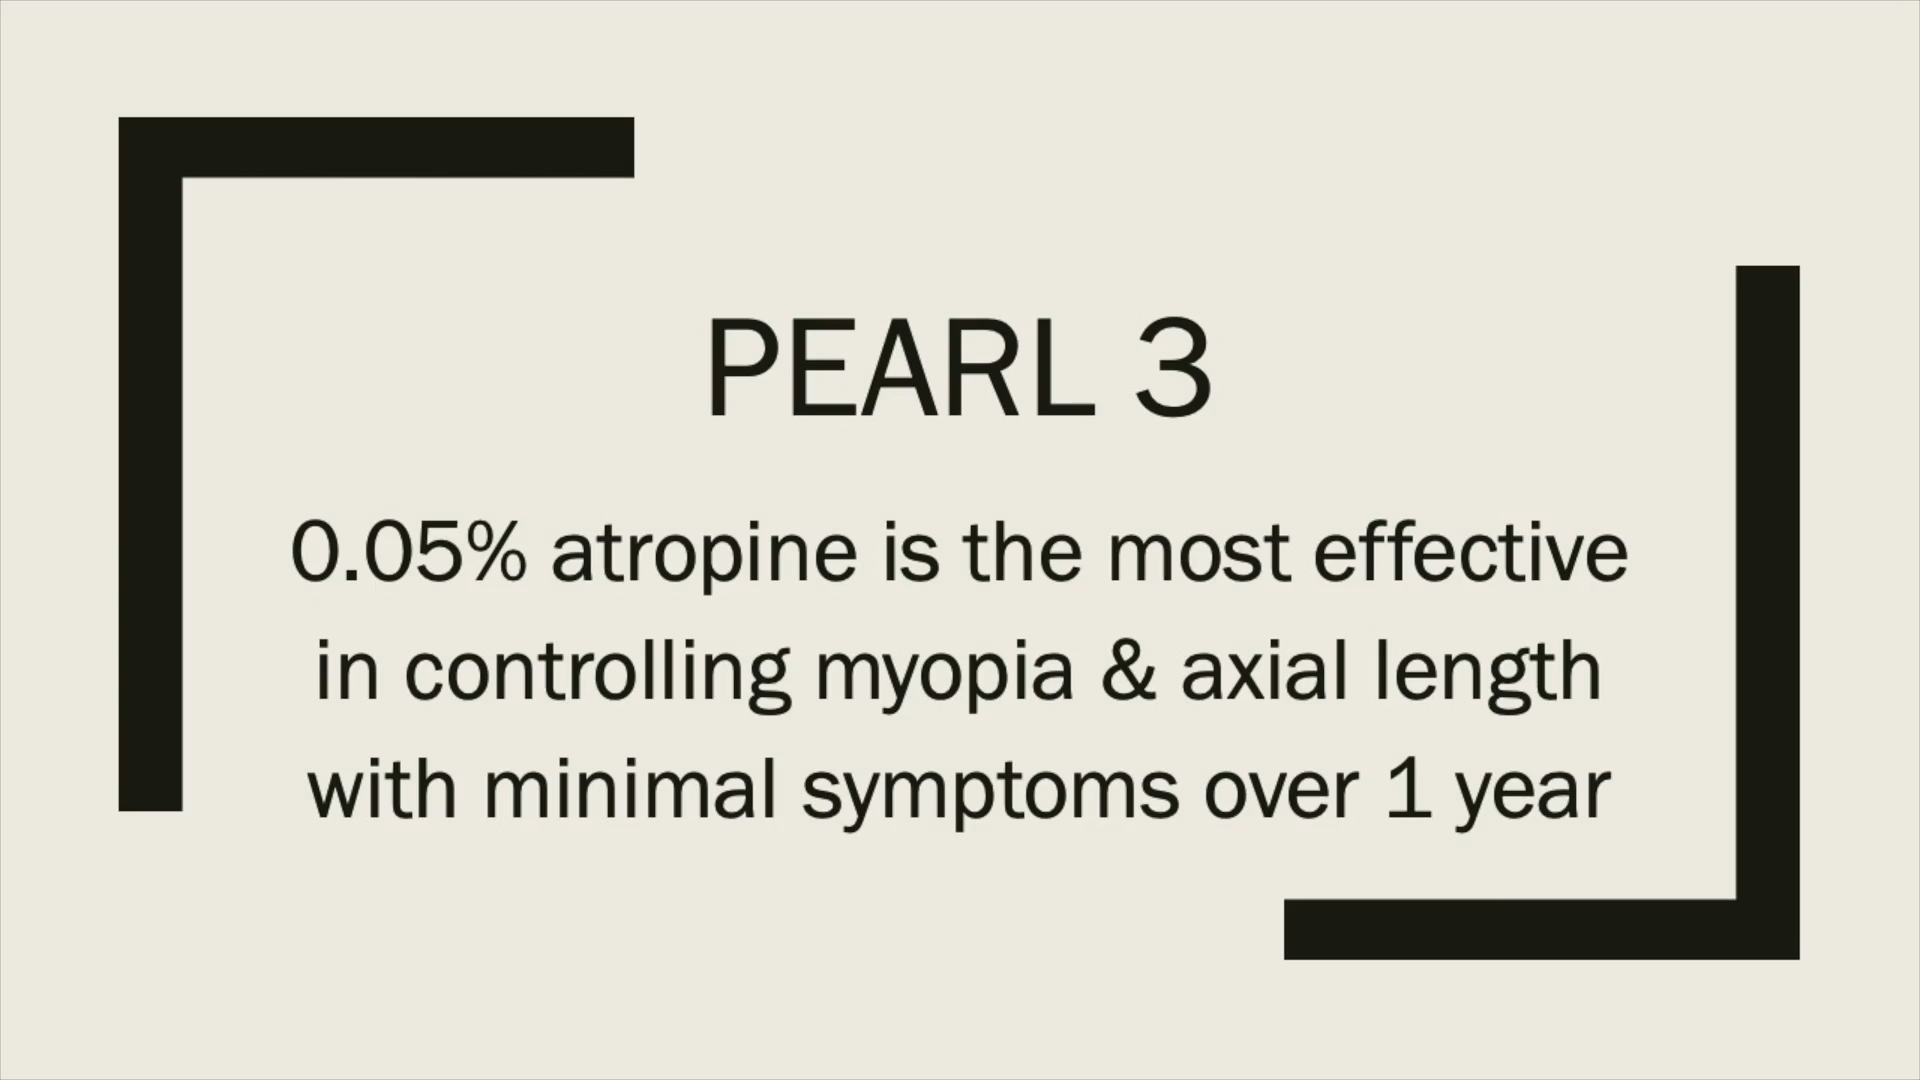 PEARL 3
0.05% atropine is the most effective
in controlling myopia & axial length
with minimal symptoms over 1 year